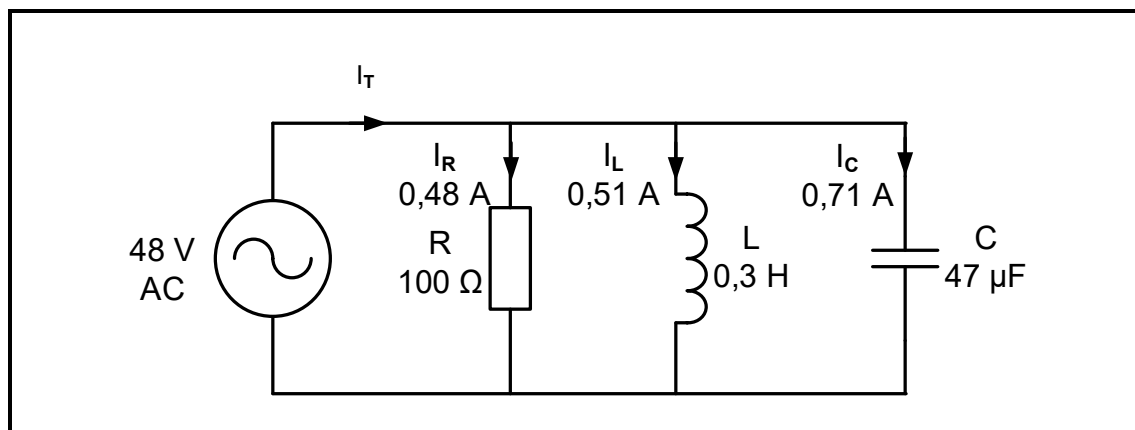 I_T
I_R
0,48 A
I_L
0,51 A
I_C
0,71 A
48 V
AC
R
100 Ω
L
0,3 H
C
47 µF